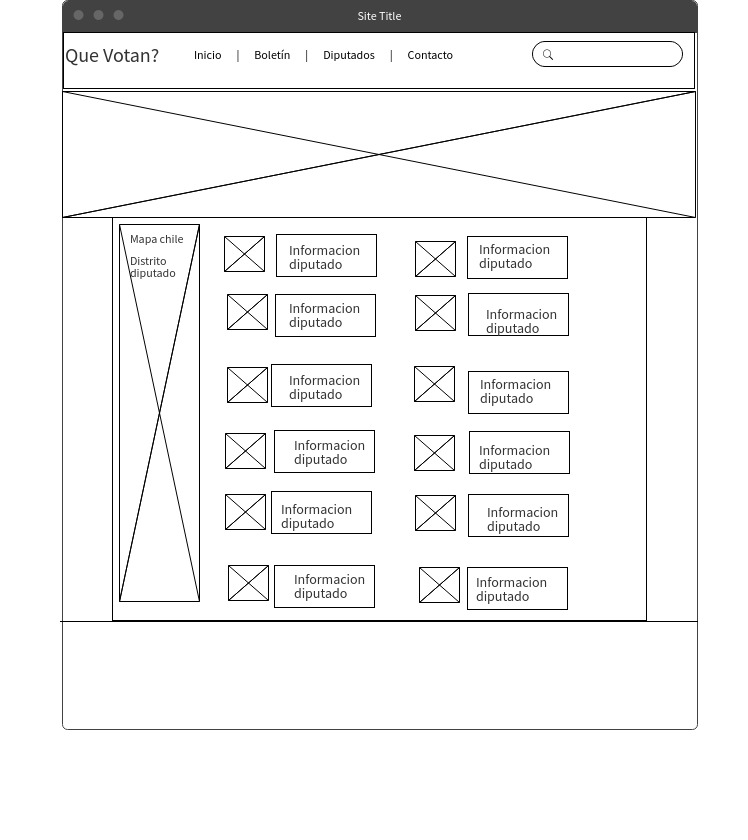 Site Title
Que Votan?
Inicio | Boletín | Diputados | Contacto
Mapa chile
Distrito
diputado
Informacion
diputado
Informacion
diputado
Informacion
diputado
Informacion
diputado
Informacion
diputado
Informacion
diputado
Informacion
diputado
Informacion
diputado
Informacion
diputado
Informacion
diputado
Informacion
diputado
Informacion
diputado